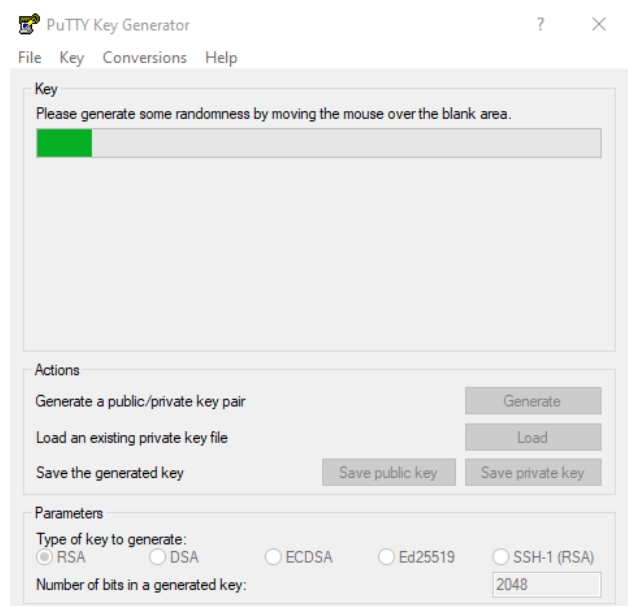 PuTTY Key Generator ?
File Key Conversions Help
Key
Please generate some randomness by moving the mouse over the blank area.
Actions
Generate a public/private key pair Generate
Load an existing private key file Load
Save the generated key Save public key Save private key
Parameters
Type of key to generate:
RSA DSA ECDSA Ed25519 SSH-1 (RSA)
Number of bits in a generated key: 2048